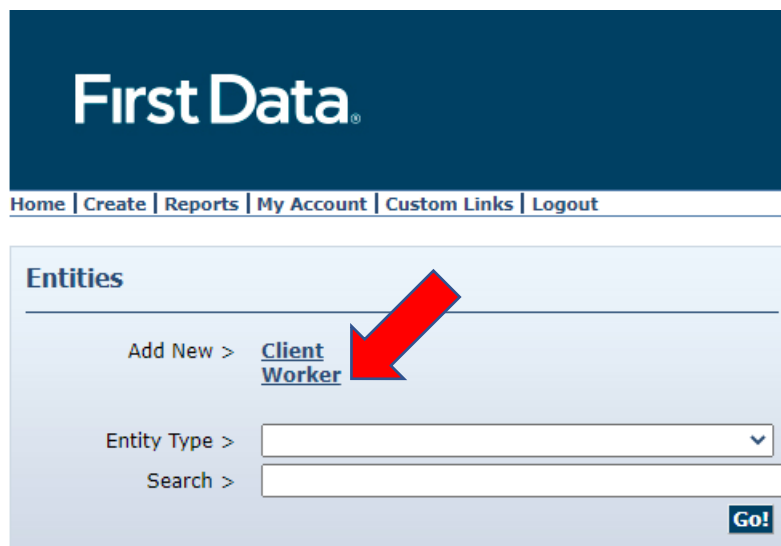 First Data®
Home | Create | Reports | My Account | Custom Links | Logout
Entities
Add New > Client
Worker
Entity Type >
Search >
Go!